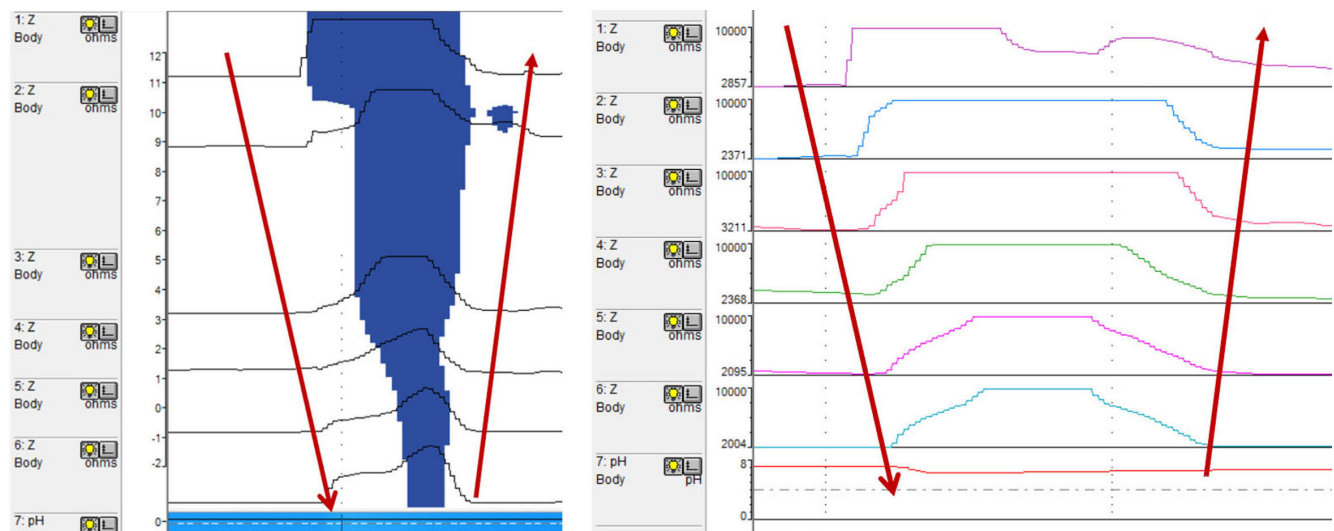 1: Z
Body ohms
2: Z
Body ohms
3: Z
Body ohms
4: Z
Body ohms
5: Z
Body ohms
6: Z
Body ohms
7: pH
12
11
10
9
8
7
6
5
4
3
2
1
0
-1
-2
0
1: Z
Body ohms
10000
2857
2: Z
Body ohms
10000
2371
3: Z
Body ohms
10000
3211
4: Z
Body ohms
10000
2368
5: Z
Body ohms
10000
2095
6: Z
Body ohms
10000
2004
7: pH
Body pH
8
0